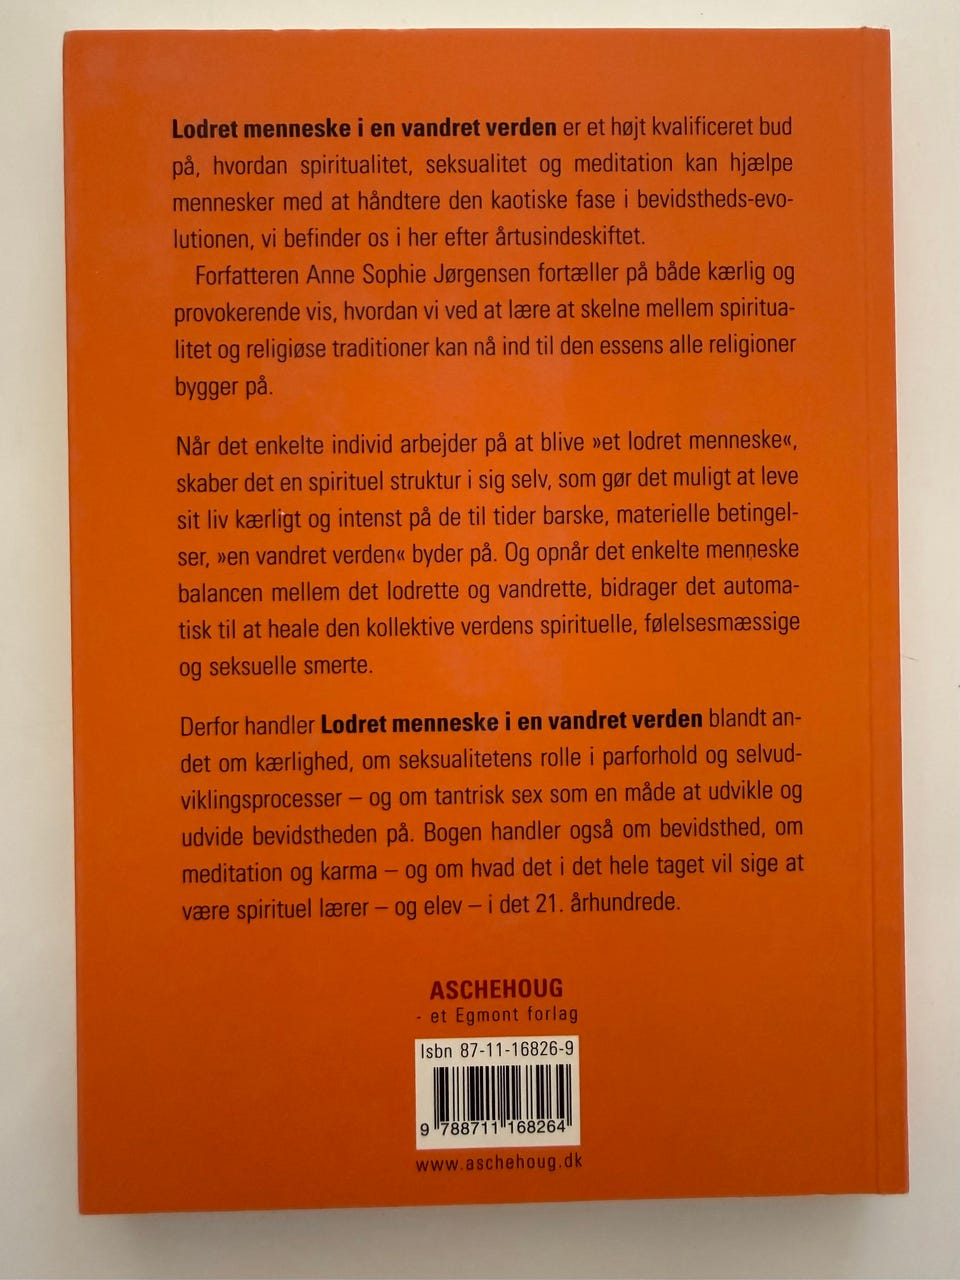 Lodret menneske i en vandret verden er et højt kvalificeret bud
på, hvordan spiritualitet, seksualitet og meditation kan hjælpe
mennesker med at håndtere den kaotiske fase i bevidstheds-evo-
lutionen, vi befinder os i her efter årtusindeskiftet.
Forfatteren Anne Sophie Jørgensen fortæller på både kærlig og
provokerende vis, hvordan vi ved at lære at skelne mellem spiritua-
litet og religiøse traditioner kan nå ind til den essens alle religioner
bygger på.
Når det enkelte individ arbejder på at blive »et lodret menneske«,
skaber det en spirituel struktur i sig selv, som gør det muligt at leve
sit liv kærligt og intenst på de til tider barske, materielle betingel-
ser, »en vandret verden« byder på. Og opnår det enkelte menneske
balancen mellem det lodrette og vandrette, bidrager det automa-
tisk til at heale den kollektive verdens spirituelle, følelsesmæssige
og seksuelle smerte.
Derfor handler Lodret menneske i en vandret verden blandt an-
det om kærlighed, om seksualitetens rolle i parforhold og selvud-
viklingsprocesser – og om tantrisk sex som en måde at udvikle og
udvide bevidstheden på. Bogen handler også om bevidsthed, om
meditation og karma – og om hvad det i det hele taget vil sige at
være spirituel lærer – og elev – i det 21. århundrede.
ASCHEHOUG
- et Egmont forlag
Isbn 87-11-16826-9
9 788711 168264
www.aschehoug.dk